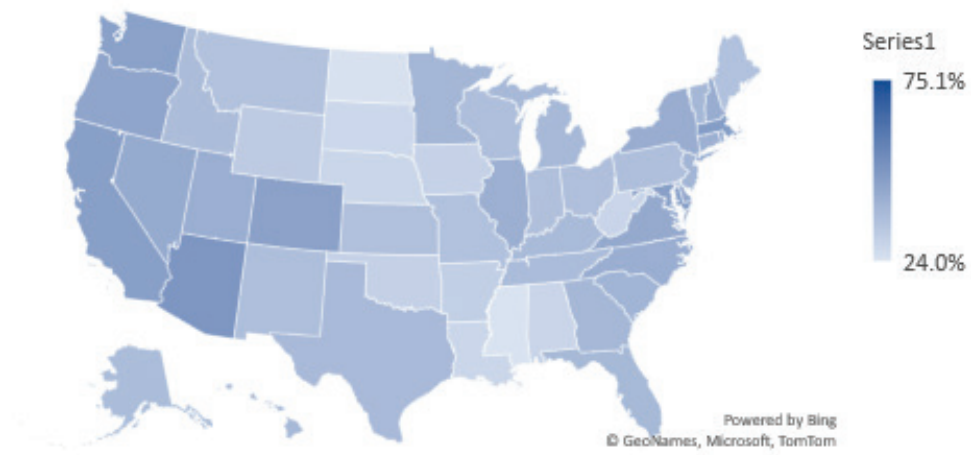 Series1
75.1%
24.0%
Powered by Bing
© GeoNames, Microsoft, TomTom